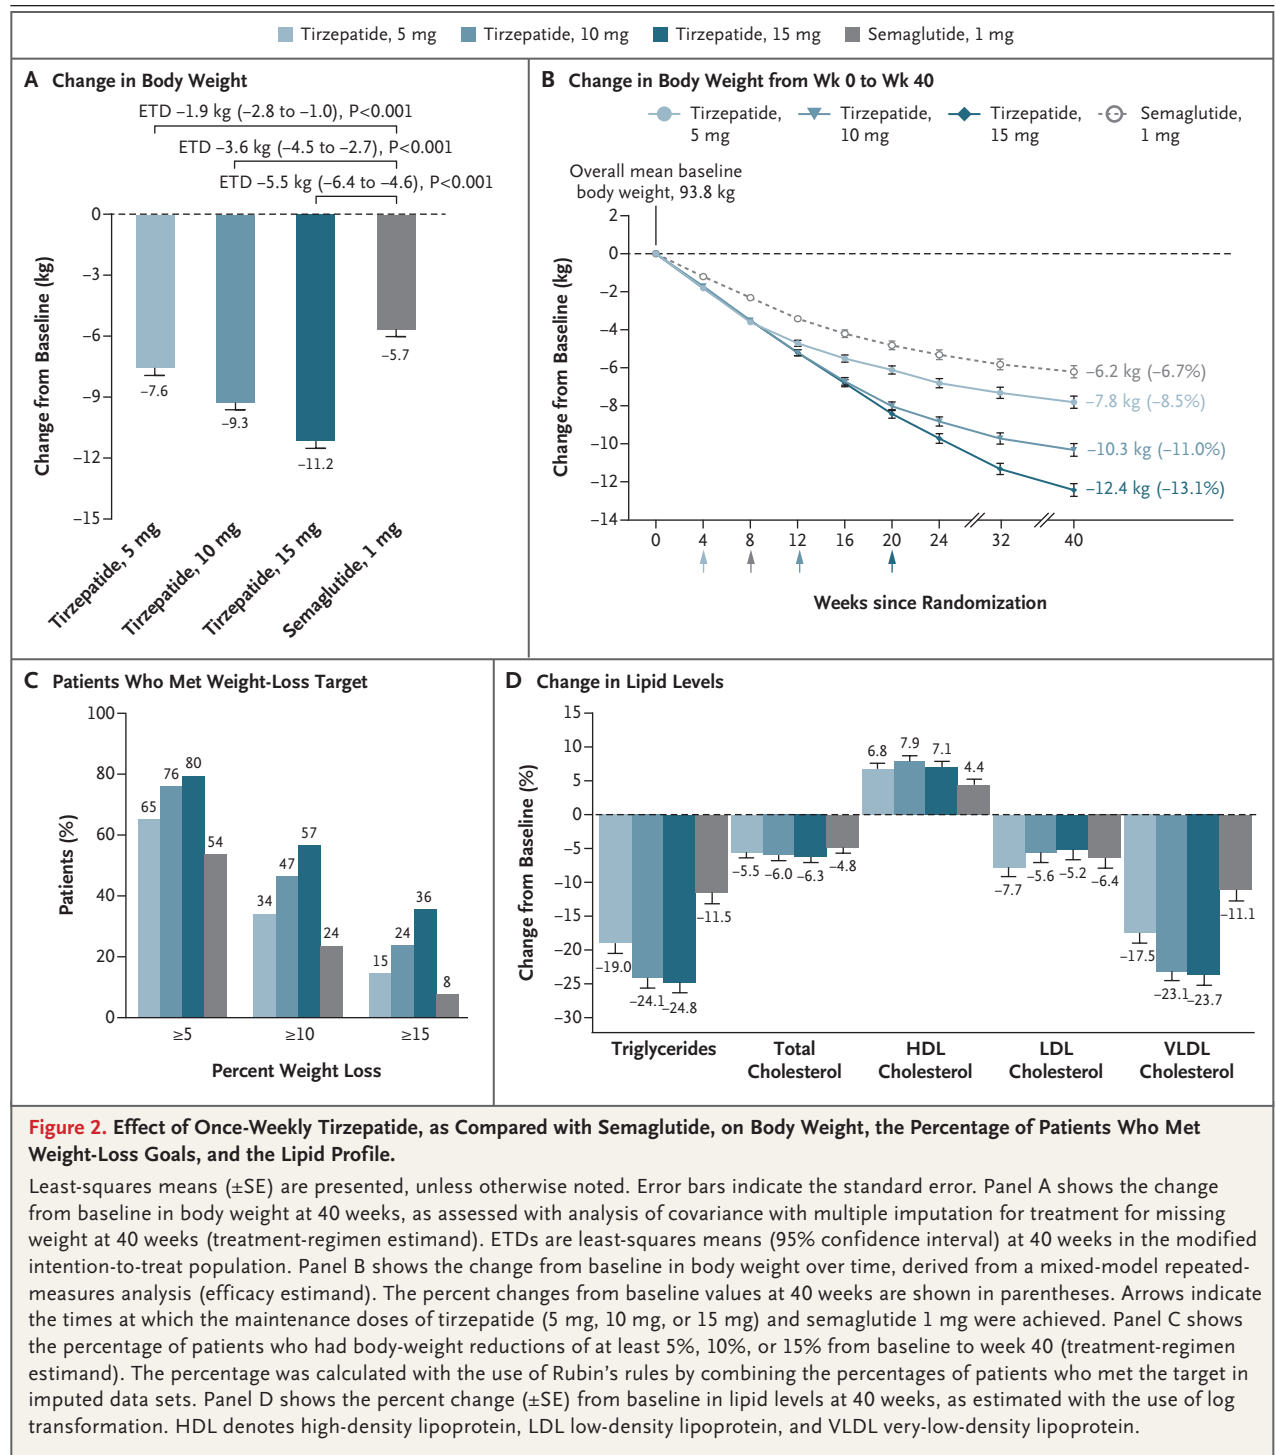 Tirzepatide, 5 mg Tirzepatide, 10 mg Tirzepatide, 15 mg Semaglutide, 1 mg
A Change in Body Weight
ETD –1.9 kg (–2.8 to –1.0), P<0.001
ETD –3.6 kg (–4.5 to –2.7), P<0.001
ETD –5.5 kg (–6.4 to –4.6), P<0.001
Change from Baseline (kg)
0
–3
–6
–9
–12
–15
–7.6
–9.3
–11.2
–5.7
Tirzepatide, 5 mg
Tirzepatide, 10 mg
Tirzepatide, 15 mg
Semaglutide, 1 mg
B Change in Body Weight from Wk 0 to Wk 40
Tirzepatide, 5 mg
Tirzepatide, 10 mg
Tirzepatide, 15 mg
Semaglutide, 1 mg
Overall mean baseline
body weight, 93.8 kg
Change from Baseline (kg)
2
0
–2
–4
–6
–8
–10
–12
–14
–6.2 kg (–6.7%)
–7.8 kg (–8.5%)
–10.3 kg (–11.0%)
–12.4 kg (–13.1%)
0 4 8 12 16 20 24 32 40
Weeks since Randomization
C Patients Who Met Weight-Loss Target
Patients (%)
100
80
60
40
20
0
65 76 80 54
34 47 57 24
15 24 36 8
≥5 ≥10 ≥15
Percent Weight Loss
D Change in Lipid Levels
Change from Baseline (%)
15
10
5
0
–5
–10
–15
–20
–25
–30
–19.0 –24.1 –24.8 –11.5
–5.5 –6.0 –6.3 –4.8
6.8 7.9 7.1 4.4
–7.7 –5.6 –5.2 –6.4
–17.5 –23.1 –23.7 –11.1
Triglycerides
Total Cholesterol
HDL Cholesterol
LDL Cholesterol
VLDL Cholesterol
Figure 2. Effect of Once-Weekly Tirzepatide, as Compared with Semaglutide, on Body Weight, the Percentage of Patients Who Met
Weight-Loss Goals, and the Lipid Profile.
Least-squares means (±SE) are presented, unless otherwise noted. Error bars indicate the standard error. Panel A shows the change
from baseline in body weight at 40 weeks, as assessed with analysis of covariance with multiple imputation for treatment for missing
weight at 40 weeks (treatment-regimen estimand). ETDs are least-squares means (95% confidence interval) at 40 weeks in the modified
intention-to-treat population. Panel B shows the change from baseline in body weight over time, derived from a mixed-model repeated-
measures analysis (efficacy estimand). The percent changes from baseline values at 40 weeks are shown in parentheses. Arrows indicate
the times at which the maintenance doses of tirzepatide (5 mg, 10 mg, or 15 mg) and semaglutide 1 mg were achieved. Panel C shows
the percentage of patients who had body-weight reductions of at least 5%, 10%, or 15% from baseline to week 40 (treatment-regimen
estimand). The percentage was calculated with the use of Rubin’s rules by combining the percentages of patients who met the target in
imputed data sets. Panel D shows the percent change (±SE) from baseline in lipid levels at 40 weeks, as estimated with the use of log
transformation. HDL denotes high-density lipoprotein, LDL low-density lipoprotein, and VLDL very-low-density lipoprotein.